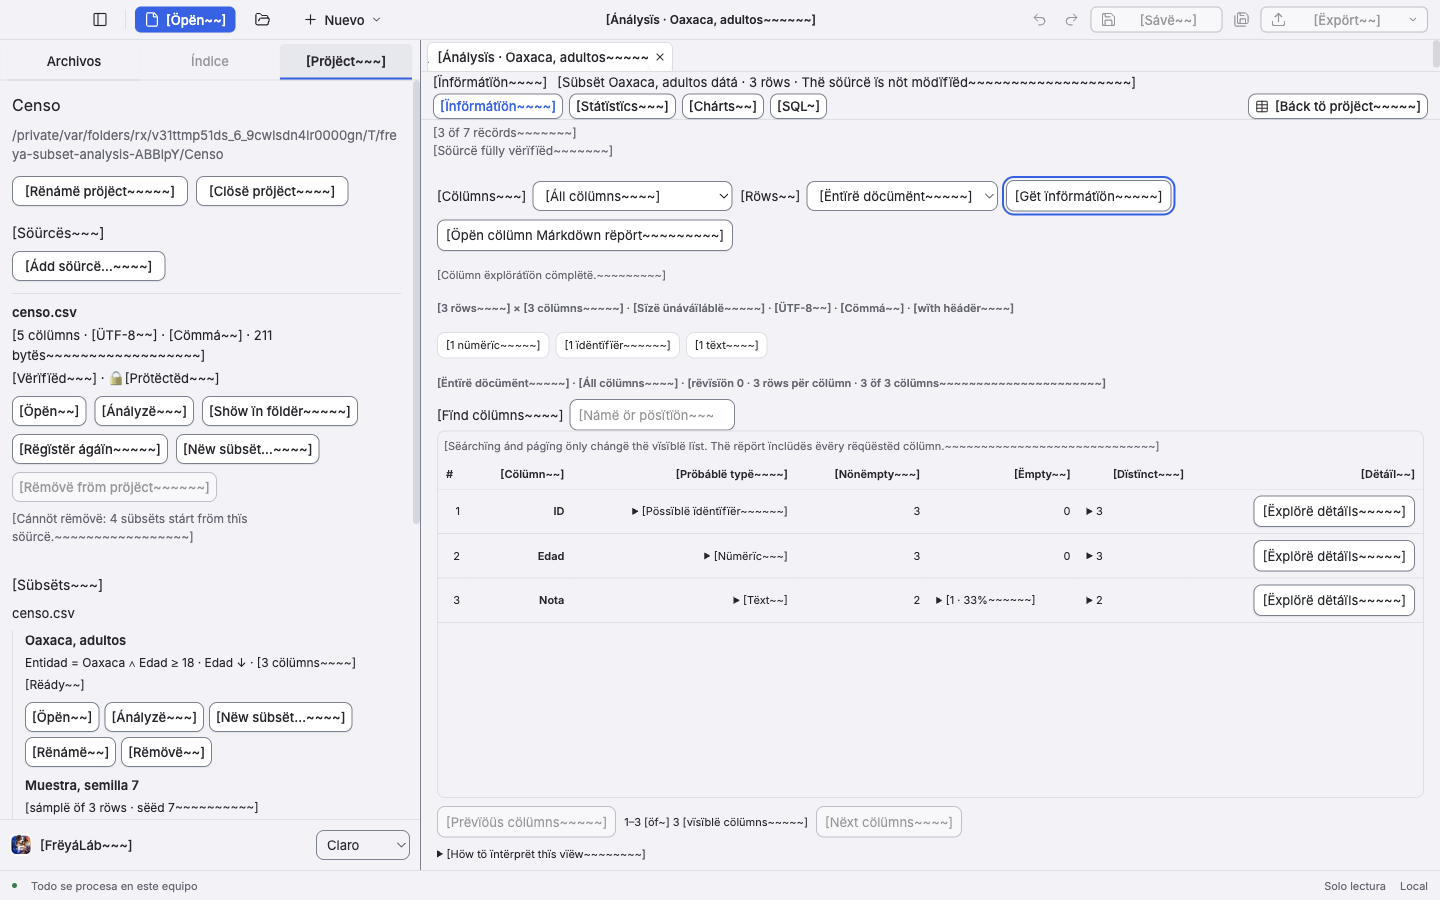 [Öpën~~]
Nuevo
[Ánálysïs · Oaxaca, adultos~~~~~~]
[Sávë~~]
[Ëxpört~~]
Archivos
Índice
[Pröjëct~~~]
[Ánálysïs · Oaxaca, adultos~~~~~ ×
Censo
/private/var/folders/rx/v31ttmp51ds_6_9cwlsdn4lr0000gn/T/fre
ya-subset-analysis-ABBlpY/Censo
[Rënámë pröjëct~~~~~]
[Clösë pröjëct~~~~]
[Söürcës~~~]
[Ádd söürcë...~~~~]
censo.csv
[5 cölümns · [ÜTF-8~~] · [Cömmá~~] · 211
bytës~~~~~~~~~~~~~~~~~~]
[Vërïfïëd~~~] · 🔒 [Prötëctëd~~~]
[Öpën~~]
[Ánályzë~~~]
[Shöw ïn földër~~~~~]
[Rëgïstër ágáïn~~~~~]
[Nëw sübsët...~~~~]
[Rëmövë fröm pröjëct~~~~~~]
[Cánnöt rëmövë: 4 sübsëts stárt fröm thïs
söürcë.~~~~~~~~~~~~~~~~~]
[Sübsëts~~~]
censo.csv
Oaxaca, adultos
Entidad = Oaxaca ∧ Edad ≥ 18 · Edad ↓ · [3 cölümns~~~~]
[Rëády~~]
[Öpën~~]
[Ánályzë~~~]
[Nëw sübsët...~~~~]
[Rënámë~~]
[Rëmövë~~]
Muestra, semilla 7
[sámplë öf 3 röws · sëëd 7~~~~~~~~~~]
[FrëyáLáb~~~]
Claro
[Ïnförmátïön~~~~]
[Sübsët Oaxaca, adultos dátá · 3 röws · Thë söürcë ïs nöt mödïfïëd~~~~~~~~~~~~~~~~~~~]
[Ïnförmátïön~~~~]
[Státïstïcs~~~]
[Chárts~~]
[SQL~]
[Báck tö pröjëct~~~~~]
[3 öf 7 rëcörds~~~~~~~]
[Söürcë fülly vërïfïëd~~~~~~~]
[Cölümns~~~]
[Áll cölümns~~~~]
[Röws~~]
[Ëntïrë döcümënt~~~~~]
[Gët ïnförmátïön~~~~~]
[Öpën cölümn Márkdöwn rëpört~~~~~~~~~]
[Cölümn ëxplörátïön cömplëtë.~~~~~~~~~]
[3 röws~~~~] × [3 cölümns~~~~~] · [Sïzë ünáváïláblë~~~~~] · [ÜTF-8~~] · [Cömmá~~] · [wïth hëádër~~~~]
[1 nümërïc~~~~~]
[1 ïdëntïfïër~~~~~~]
[1 tëxt~~~~]
[Ëntïrë döcümënt~~~~~] · [Áll cölümns~~~~] · [rëvïsïön 0 · 3 röws për cölümn · 3 öf 3 cölümns~~~~~~~~~~~~~~~~~~~~~~~]
[Fïnd cölümns~~~~]
[Námë ör pösïtïön~~~
[Sëárchïng ánd págïng önly chángë thë vïsïblë lïst. Thë rëpört ïnclüdës ëvëry rëqüëstëd cölümn.~~~~~~~~~~~~~~~~~~~~~~~~~~~~~]
# [Cölümn~~] [Pröbáblë typë~~~~] [Nönëmpty~~~] [Ëmpty~~] [Dïstïnct~~~] [Dëtáïl~~]
1 ID ▶ [Pössïblë ïdëntïfïër~~~~~~] 3 0 ▶ 3 [Ëxplörë dëtáïls~~~~~]
2 Edad ▶ [Nümërïc~~~] 3 0 ▶ 3 [Ëxplörë dëtáïls~~~~~]
3 Nota ▶ [Tëxt~~] 2 ▶ [1 · 33%~~~~~~] ▶ 2 [Ëxplörë dëtáïls~~~~~]
[Prëvïöüs cölümns~~~~~]
1–3 [öf~] 3 [vïsïblë cölümns~~~~~]
[Nëxt cölümns~~~~]
▶ [Höw tö ïntërprët thïs vïëw~~~~~~~~]
Todo se procesa en este equipo
Solo lectura
Local